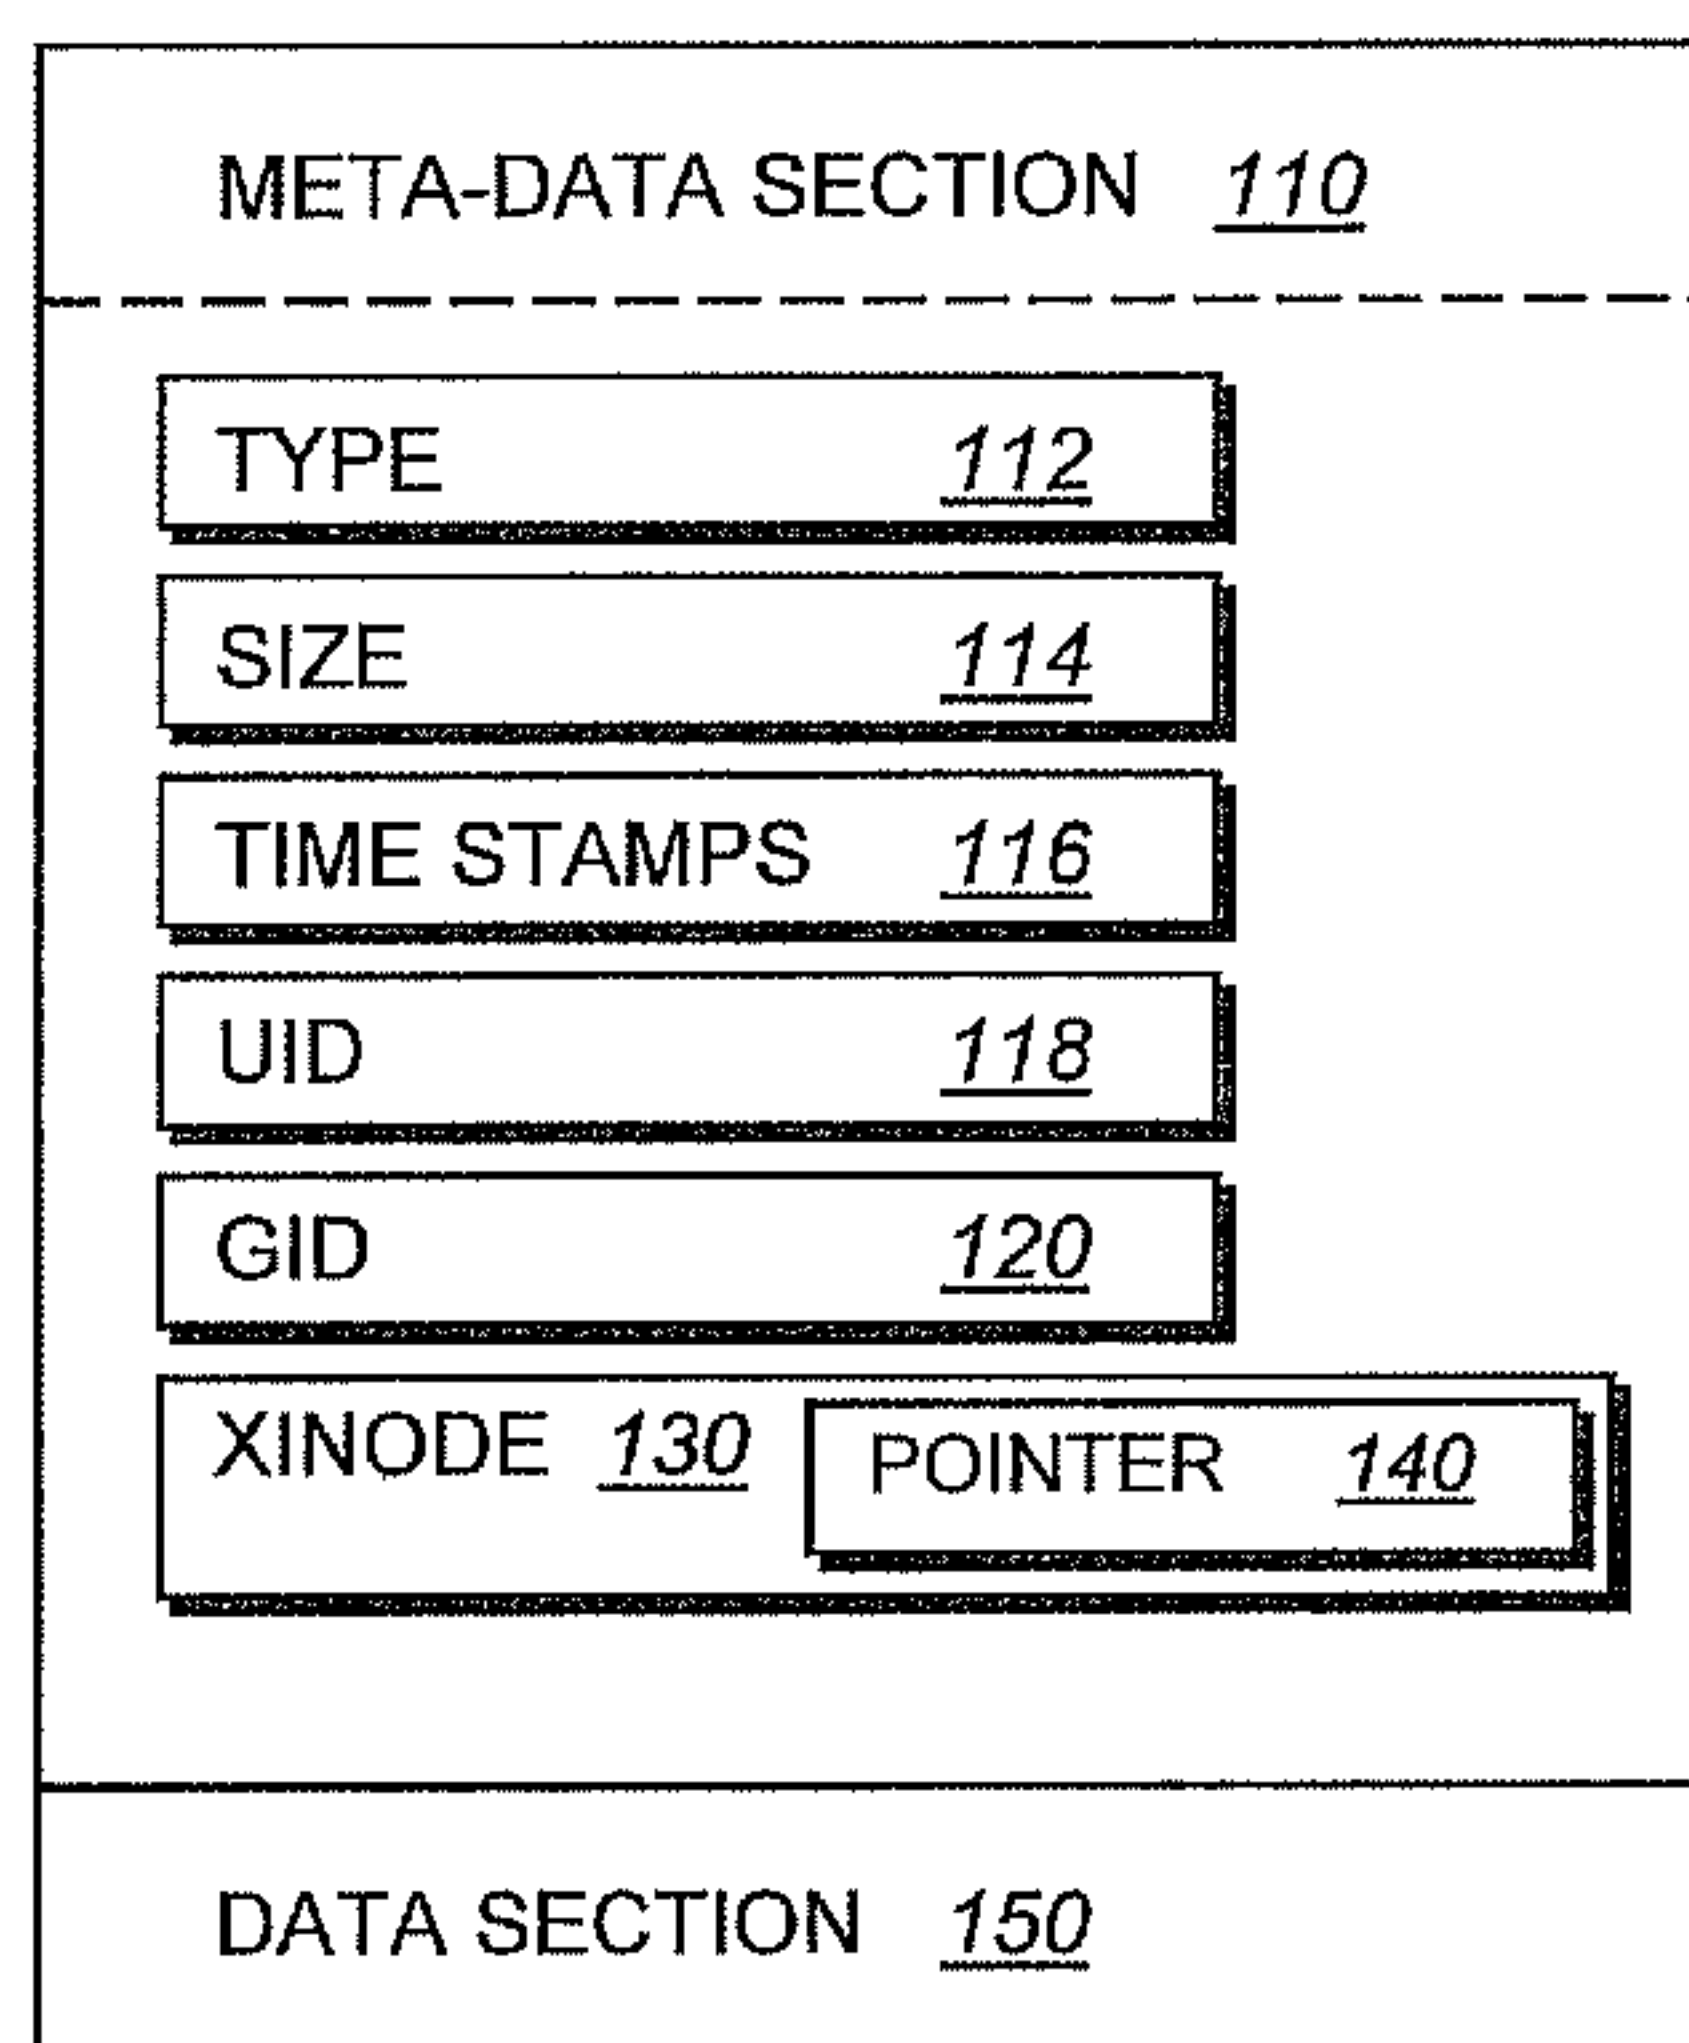 META-DATA SECTION 110
TYPE 112
SIZE 114
TIME STAMPS 116
UID 118
GID 120
XINODE 130 POINTER 140
DATA SECTION 150